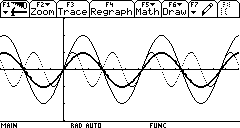 F1 F2 F3 F4 F5 F6 F7
Zoom Trace Regraph Math Draw
MAIN RAD AUTO FUNC